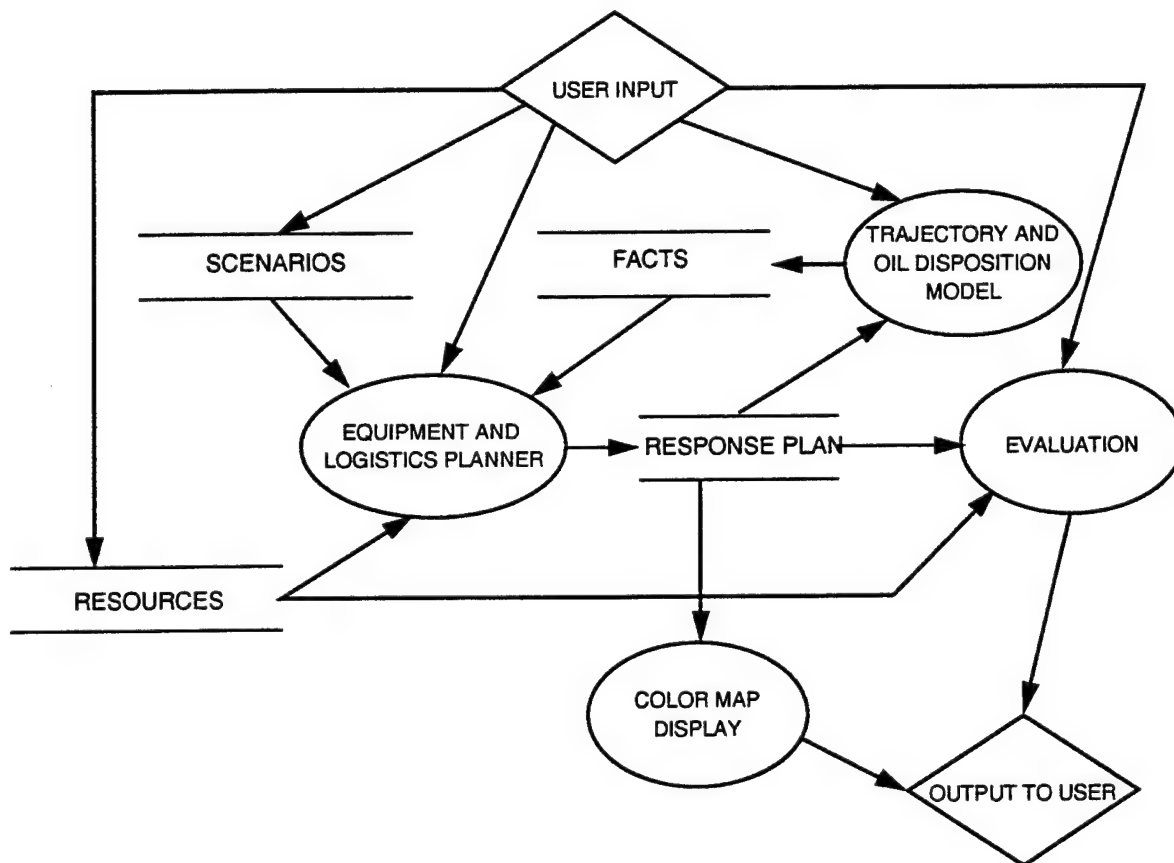 USER INPUT
SCENARIOS
FACTS
TRAJECTORY AND
OIL DISPOSITION
MODEL
EQUIPMENT AND
LOGISTICS PLANNER
RESPONSE PLAN
EVALUATION
RESOURCES
COLOR MAP
DISPLAY
OUTPUT TO USER